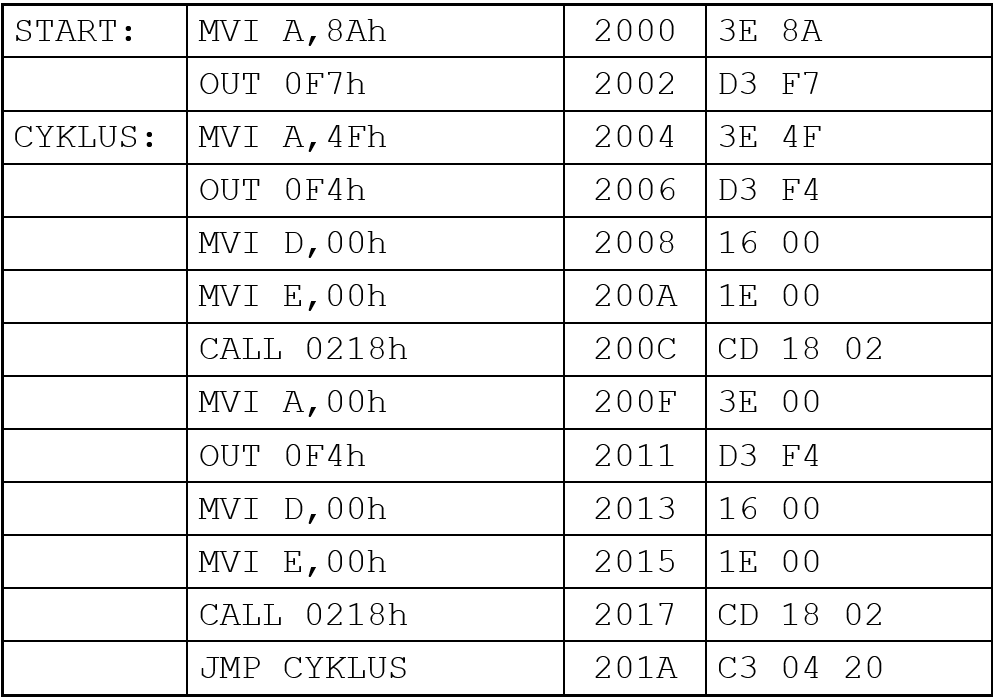 START: MVI A,8Ah 2000 3E 8A
OUT 0F7h 2002 D3 F7
CYKLUS: MVI A,4Fh 2004 3E 4F
OUT 0F4h 2006 D3 F4
MVI D,00h 2008 16 00
MVI E,00h 200A 1E 00
CALL 0218h 200C CD 18 02
MVI A,00h 200F 3E 00
OUT 0F4h 2011 D3 F4
MVI D,00h 2013 16 00
MVI E,00h 2015 1E 00
CALL 0218h 2017 CD 18 02
JMP CYKLUS 201A C3 04 20